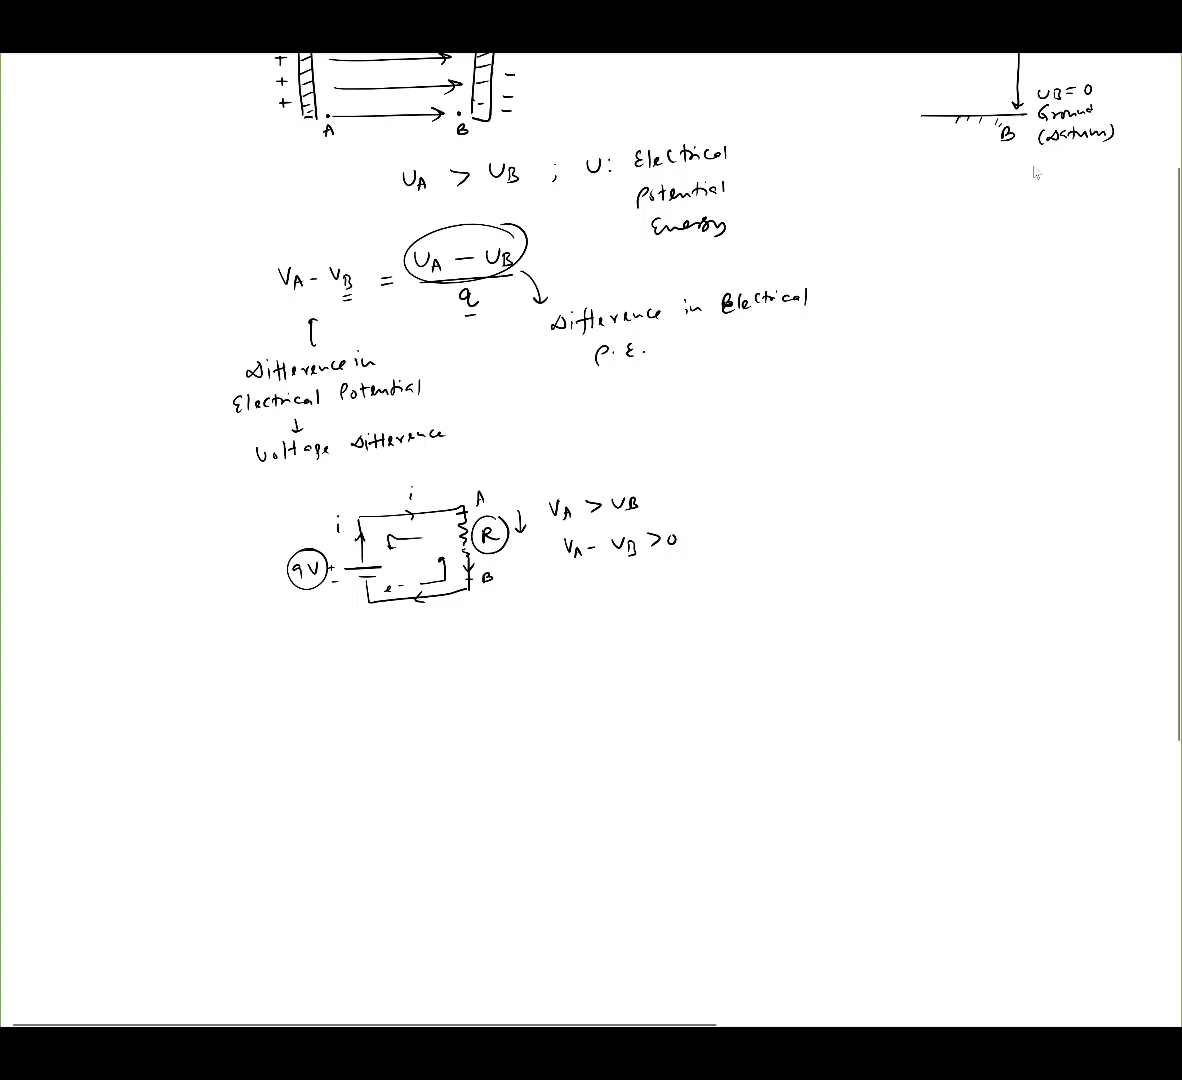 +
+
+
-
-
-
-
A
B
UB = 0
Ground
(Datum)
B
UA > UB ; U: Electrical
Potential
Energy
VA - VB = UA - UB
q
Difference in Electrical
P.E.
Difference in
Electrical Potential
Voltage Difference
i
i
A
VA > VB
R
VA - VB > 0
9V
+
-
e-
B